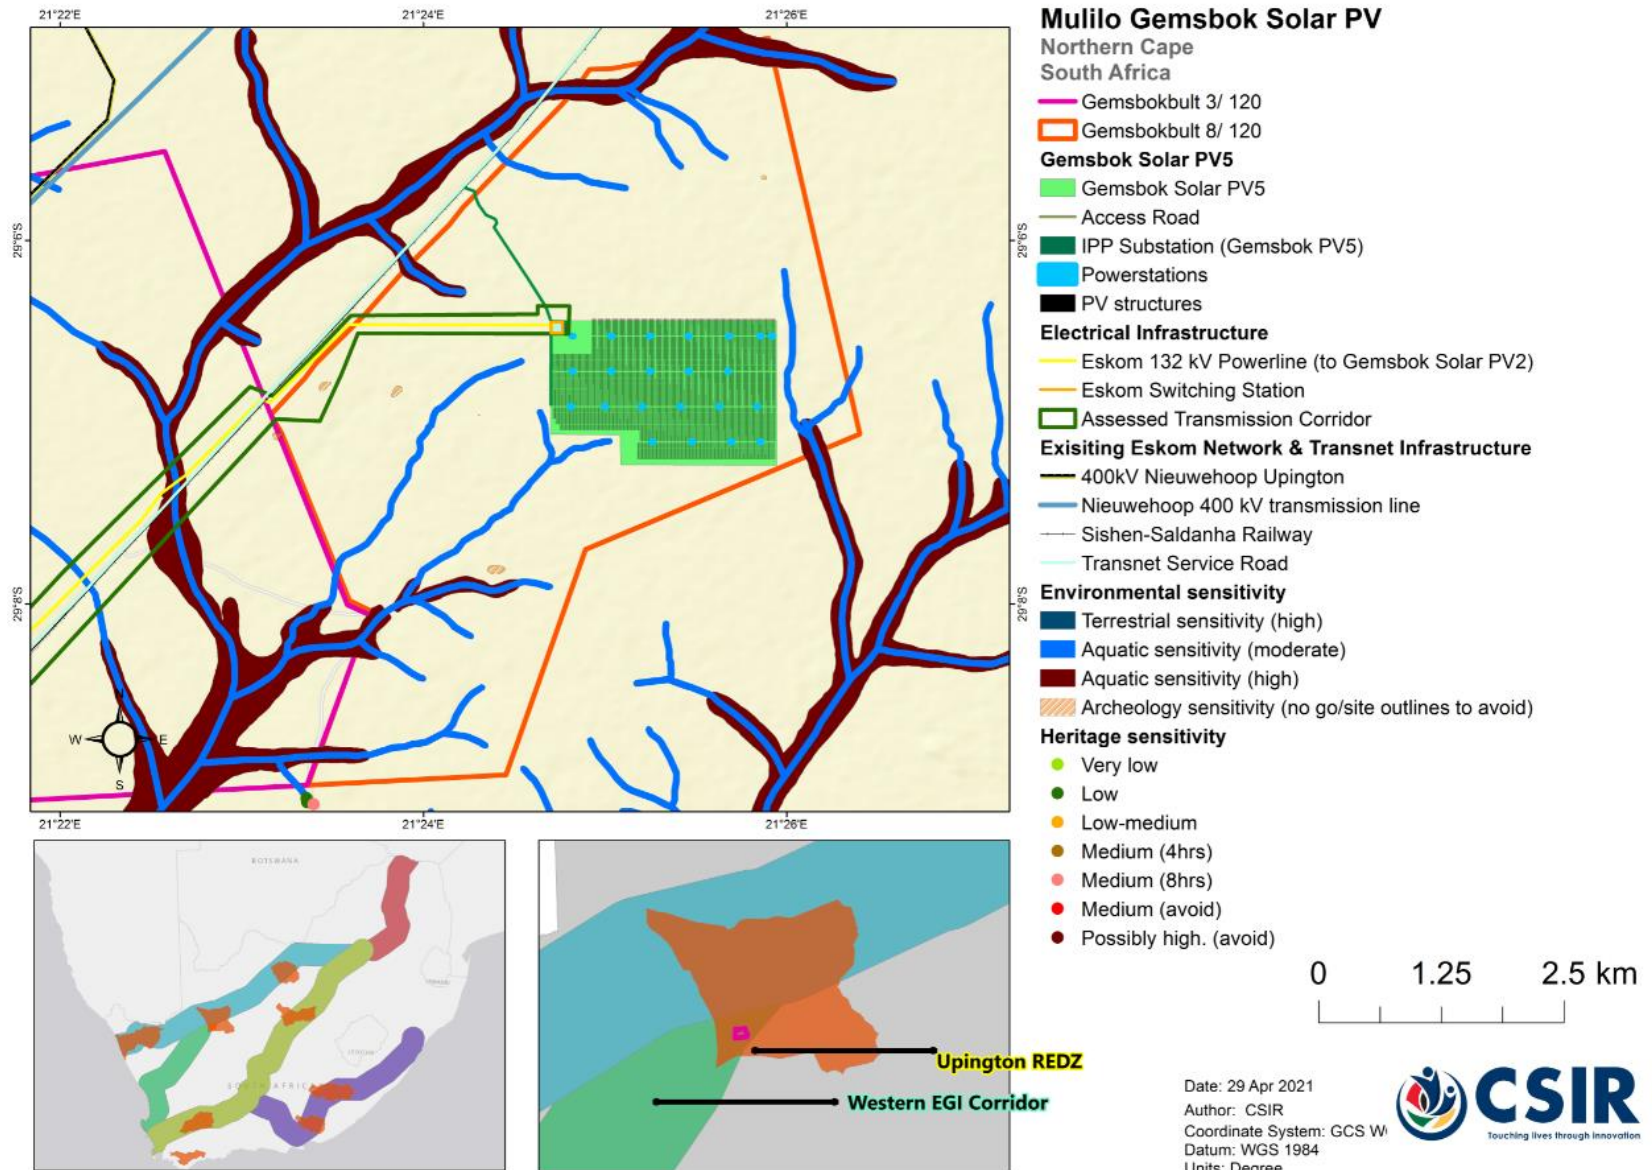 21°22'E 21°24'E 21°26'E
29°6'S 29°6'S
29°8'S 29°8'S
N
W E
S
21°22'E 21°24'E 21°26'E
Mulilo Gemsbok Solar PV
Northern Cape
South Africa
Gemsbokbult 3/ 120
Gemsbokbult 8/ 120
Gemsbok Solar PV5
Gemsbok Solar PV5
Access Road
IPP Substation (Gemsbok PV5)
Powerstations
PV structures
Electrical Infrastructure
Eskom 132 kV Powerline (to Gemsbok Solar PV2)
Eskom Switching Station
Assessed Transmission Corridor
Exisiting Eskom Network & Transnet Infrastructure
400kV Nieuwehoop Upington
Nieuwehoop 400 kV transmission line
Sishen-Saldanha Railway
Transnet Service Road
Environmental sensitivity
Terrestrial sensitivity (high)
Aquatic sensitivity (moderate)
Aquatic sensitivity (high)
Archeology sensitivity (no go/site outlines to avoid)
Heritage sensitivity
Very low
Low
Low-medium
Medium (4hrs)
Medium (8hrs)
Medium (avoid)
Possibly high. (avoid)
0 1.25 2.5 km
BOTSWANA
SOUTH AFRICA
Upington REDZ
Western EGI Corridor
Date: 29 Apr 2021
Author: CSIR
Coordinate System: GCS
Datum: WGS 1984
Units: Degree
CSIR
Touching lives through innovation